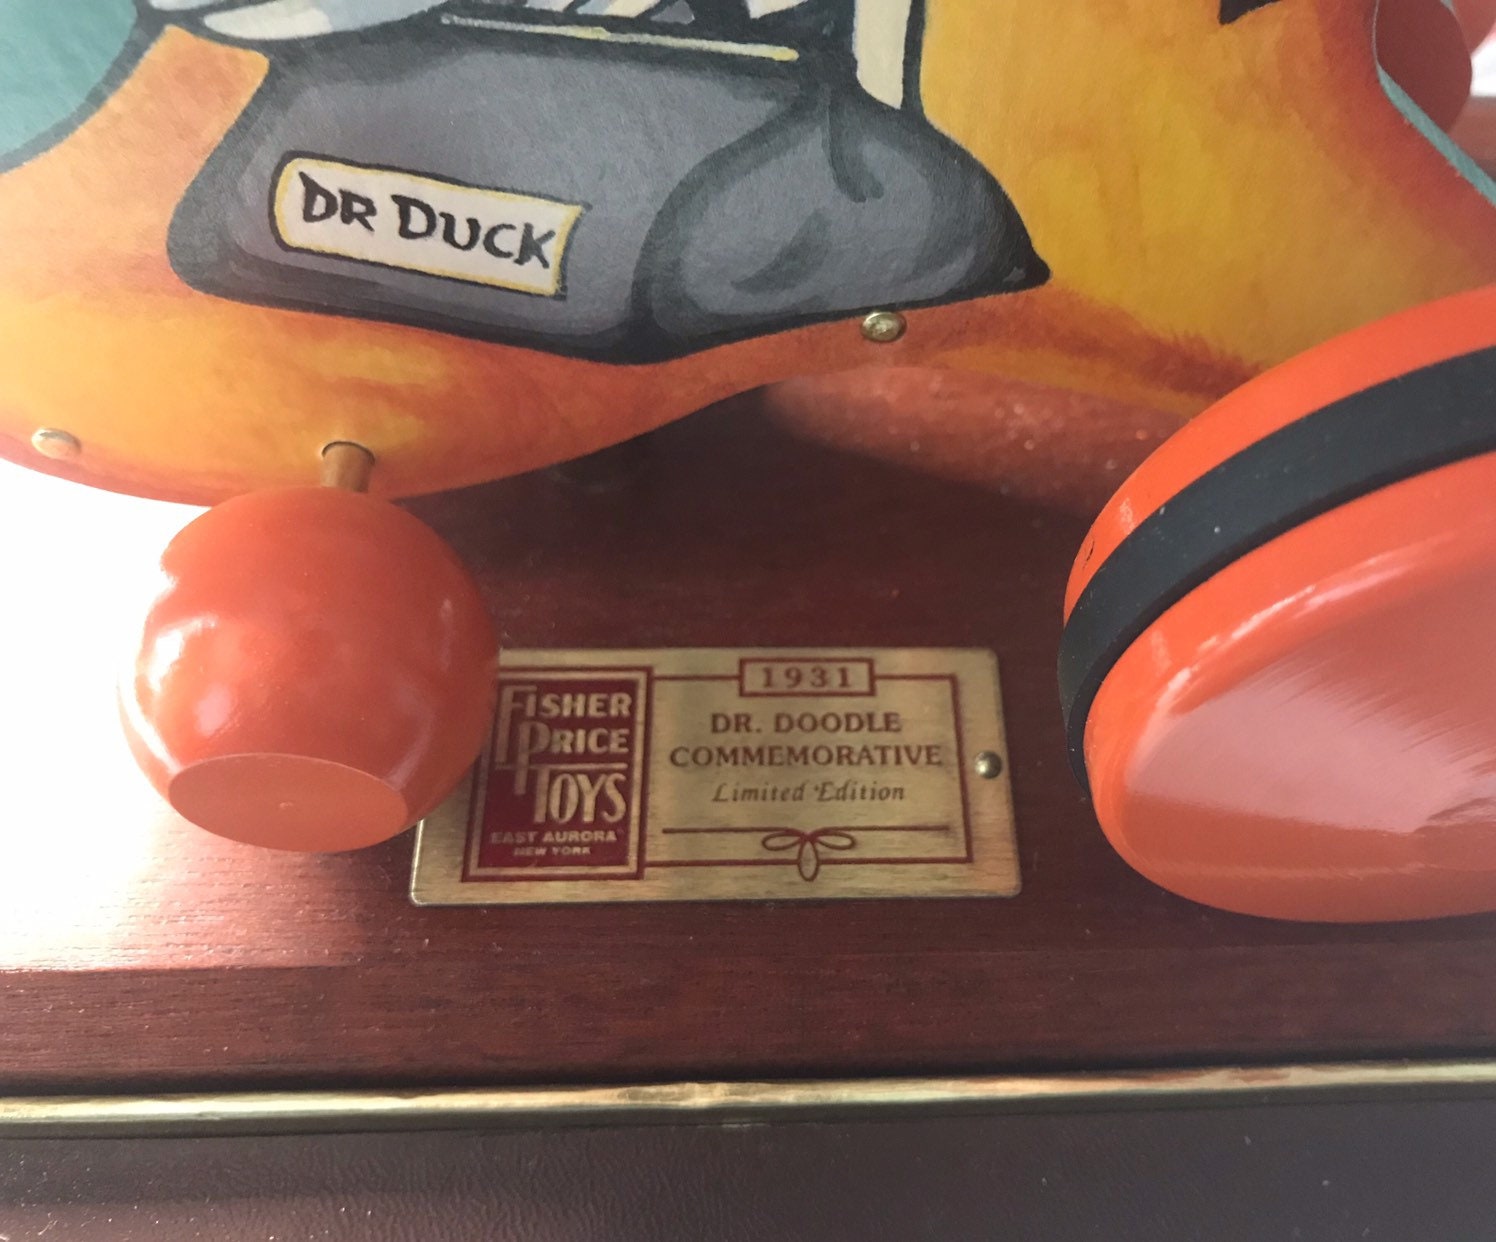 DR DUCK
FISHER
PRICE
TOYS
EAST AURORA
NEW YORK
1931
DR. DOODLE
COMMEMORATIVE
Limited Edition